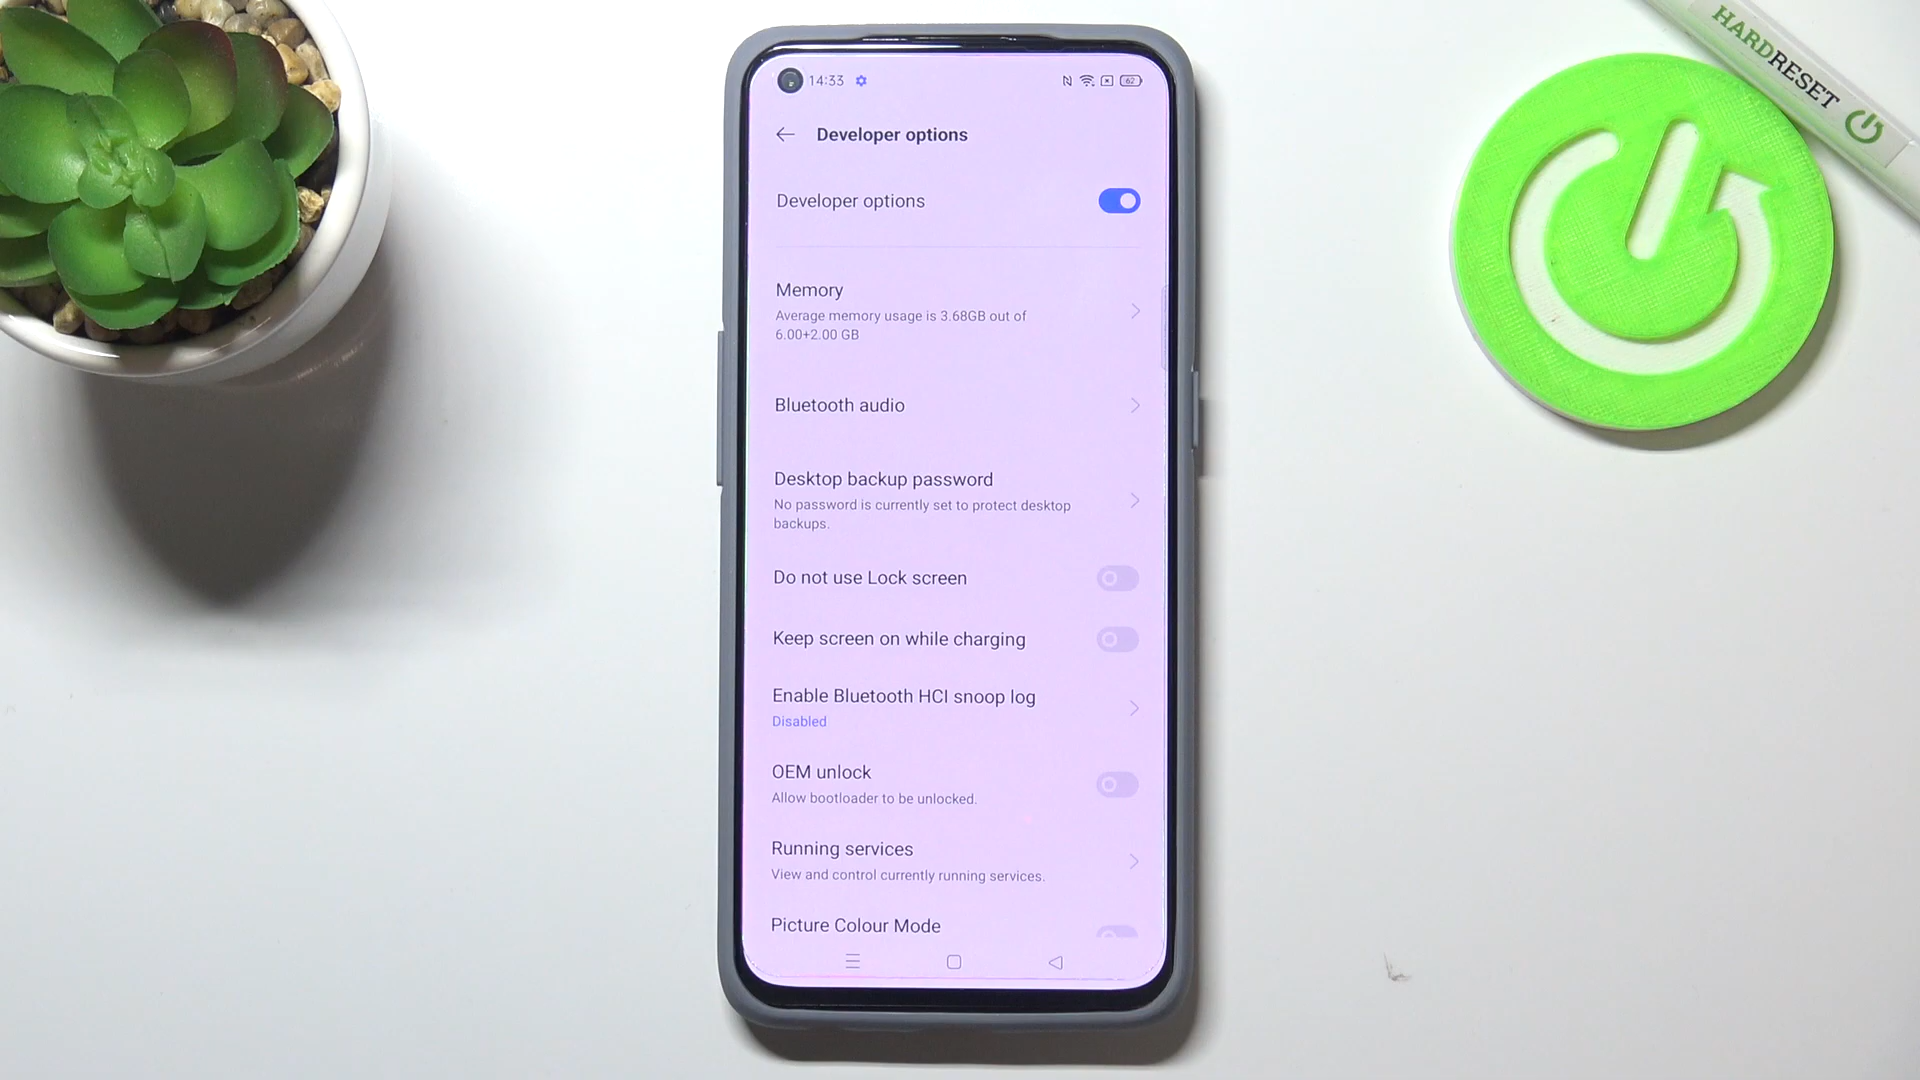 14:33
62
Developer options
Developer options
Memory
Average memory usage is 3.68GB out of
6.00+2.00 GB
Bluetooth audio
Desktop backup password
No password is currently set to protect desktop
backups.
Do not use Lock screen
Keep screen on while charging
Enable Bluetooth HCI snoop log
Disabled
OEM unlock
Allow bootloader to be unlocked.
Running services
View and control currently running services.
Picture Colour Mode
HARDRESET